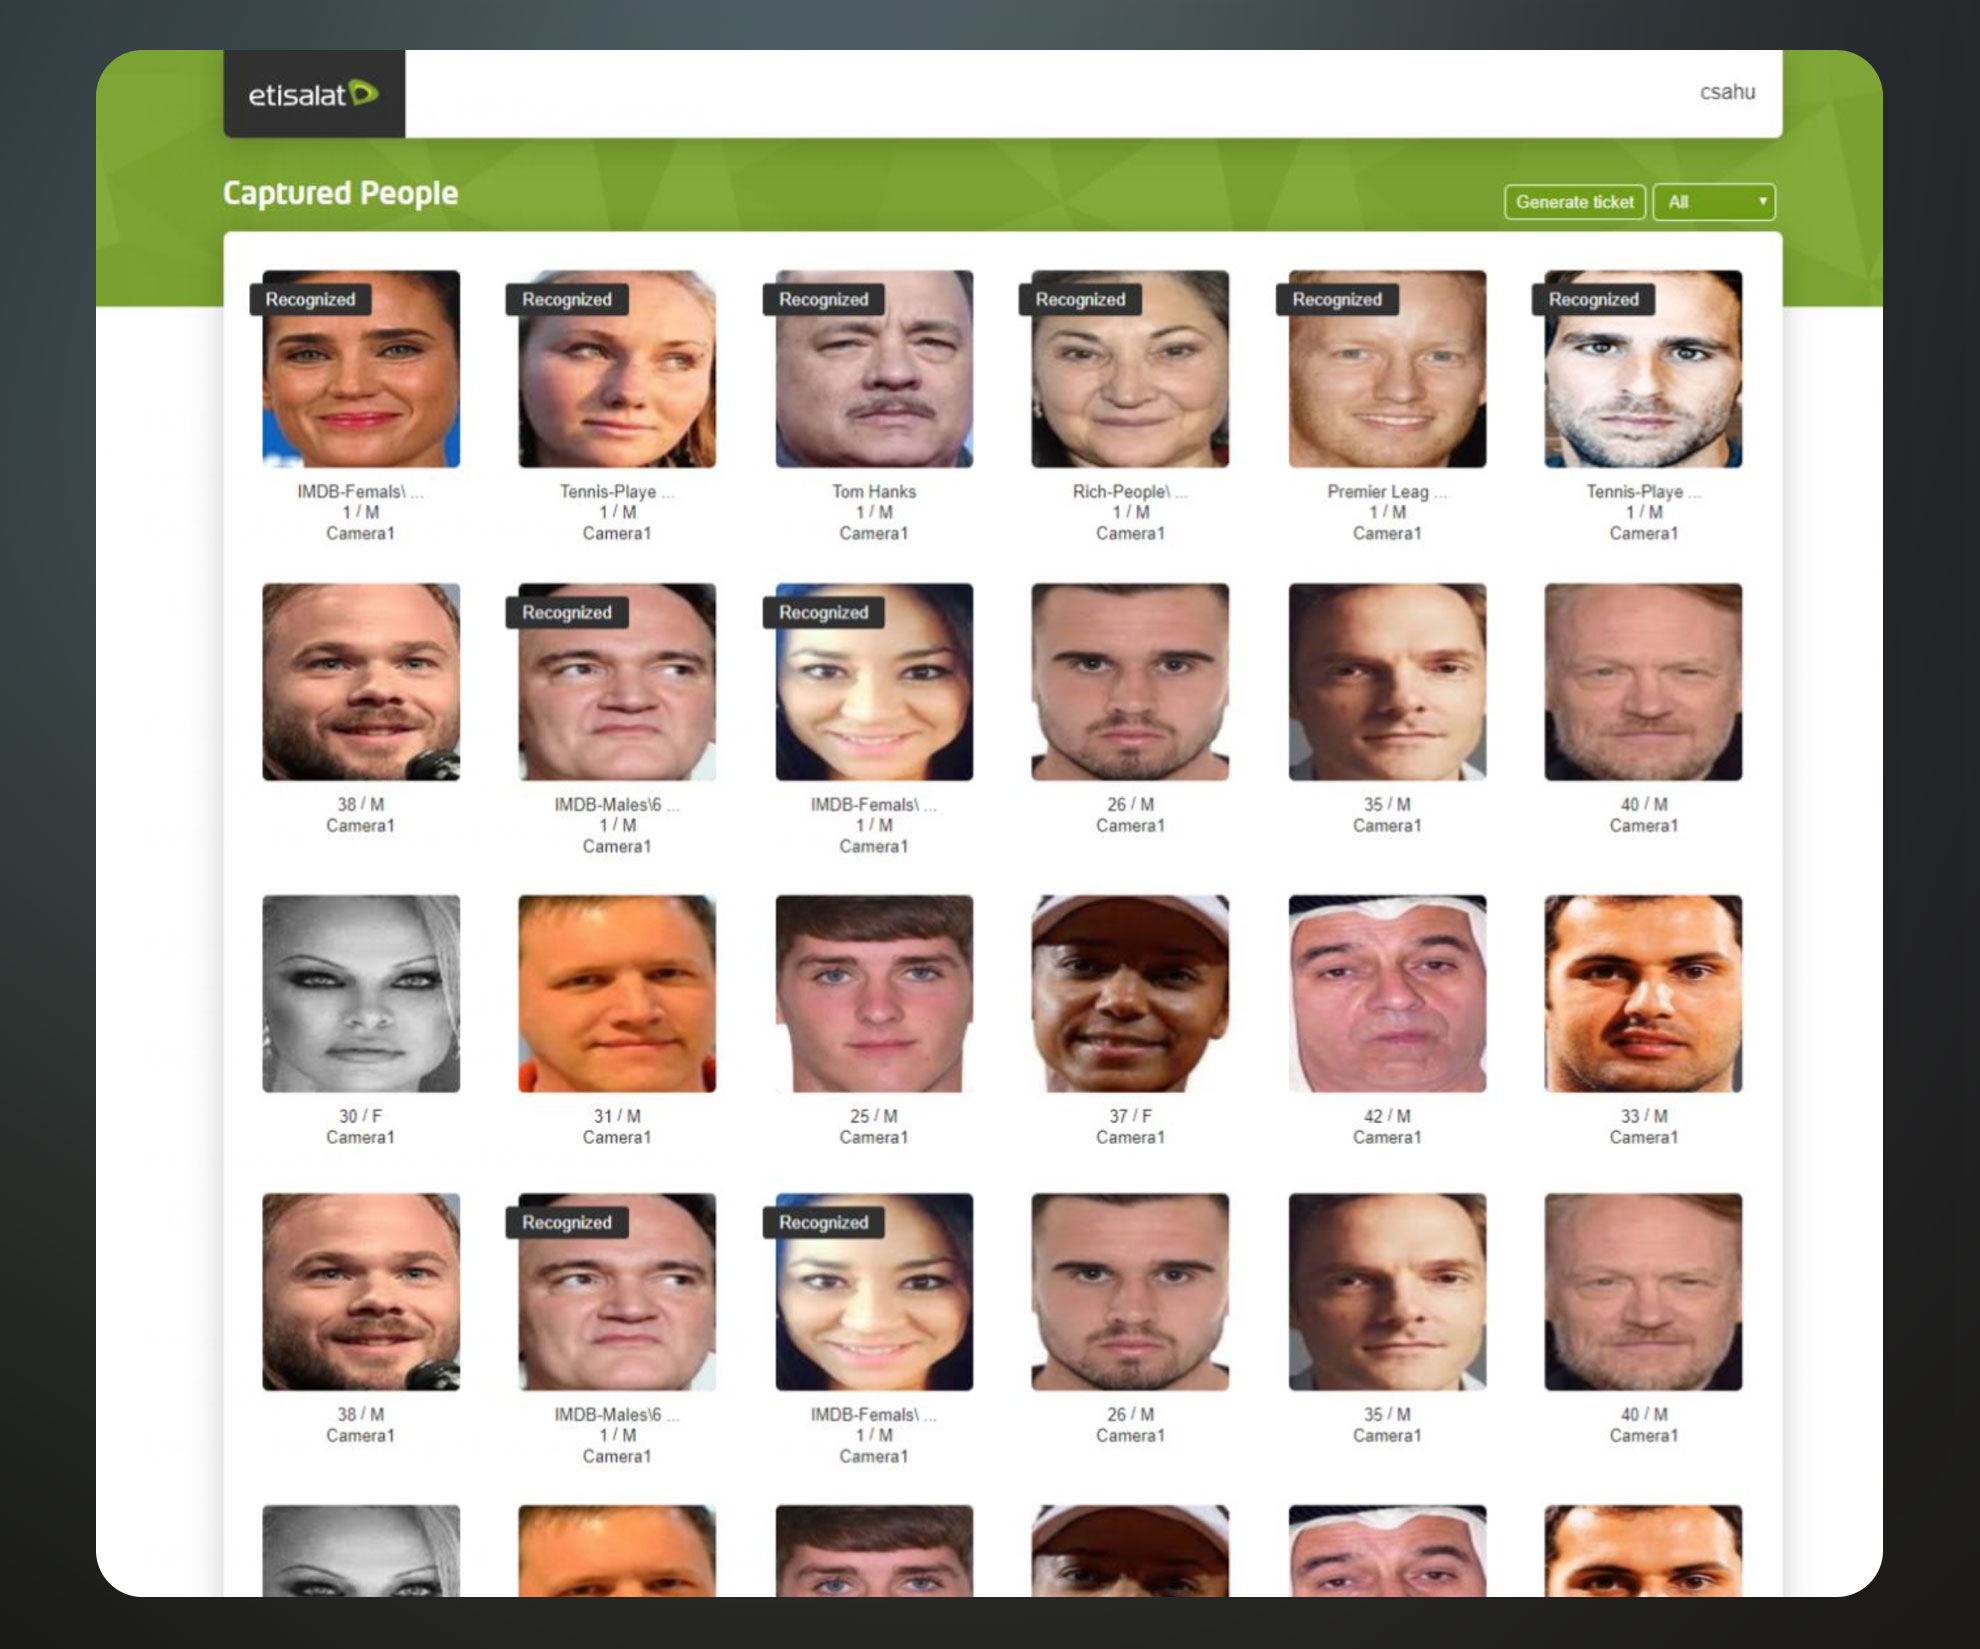 etisalat
csahu
Captured People
Generate ticket
All
Recognized
Recognized
Recognized
Recognized
Recognized
Recognized
IMDB-Femals\ ...
1 / M
Camera1
Tennis-Playe ...
1 / M
Camera1
Tom Hanks
1 / M
Camera1
Rich-People\ ...
1 / M
Camera1
Premier Leag ...
1 / M
Camera1
Tennis-Playe ...
1 / M
Camera1
Recognized
Recognized
38 / M
Camera1
IMDB-Males\6 ...
1 / M
Camera1
IMDB-Femals\ ...
1 / M
Camera1
26 / M
Camera1
35 / M
Camera1
40 / M
Camera1
30 / F
Camera1
31 / M
Camera1
25 / M
Camera1
37 / F
Camera1
42 / M
Camera1
33 / M
Camera1
Recognized
Recognized
38 / M
Camera1
IMDB-Males\6 ...
1 / M
Camera1
IMDB-Femals\ ...
1 / M
Camera1
26 / M
Camera1
35 / M
Camera1
40 / M
Camera1